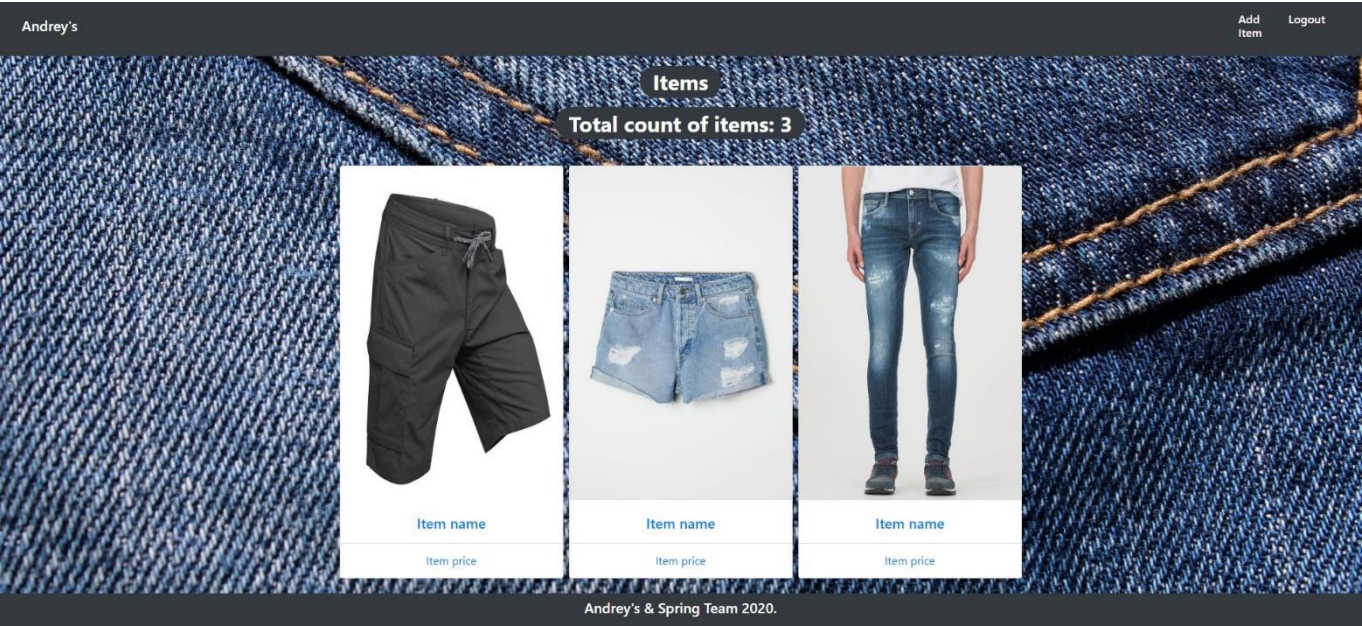 Andrey's
Add
Item
Logout
Items
Total count of items: 3
Item name
Item name
Item name
Item price
Item price
Item price
Andrey's & Spring Team 2020.